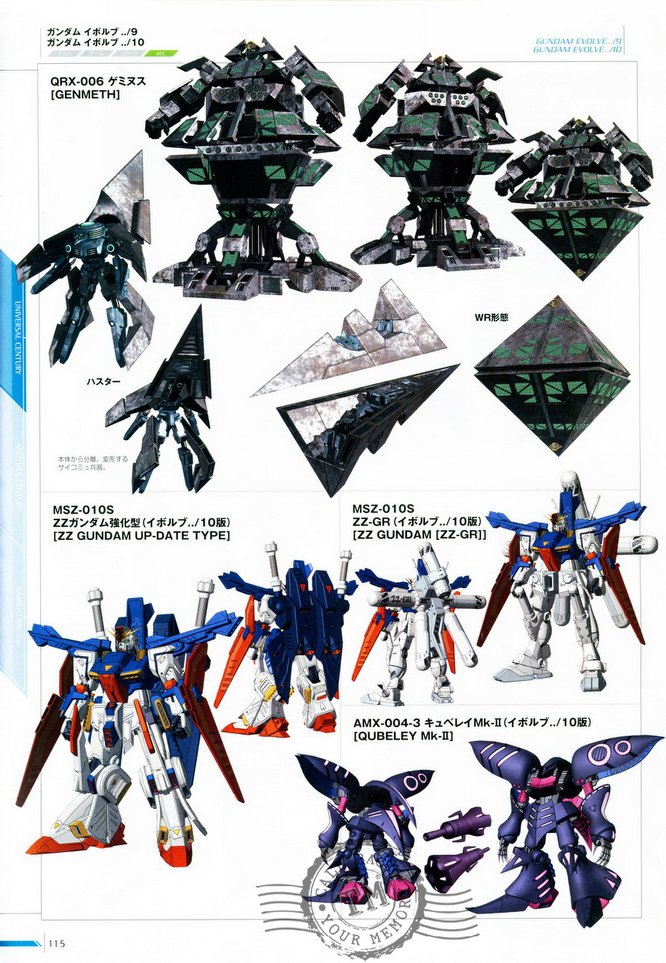 ガンダム イボルブ../9
ガンダム イボルブ../10
GUNDAM EVOLVE../9
GUNDAM EVOLVE../10
QRX-006 ゲミヌス
[GENMETH]
WR形態
UNIVERSAL CENTURY
ハスター
本体から分離、変形する
サイコミュ兵器。
MSZ-010S
ZZガンダム強化型(イボルブ../10版)
[ZZ GUNDAM UP-DATE TYPE]
MSZ-010S
ZZ-GR(イボルブ../10版)
[ZZ GUNDAM [ZZ-GR]]
ZZ-GR
AMX-004-3 キュベレイMk-II(イボルブ../10版)
[QUBELEY Mk-II]
TM
YOUR MEMORY
115